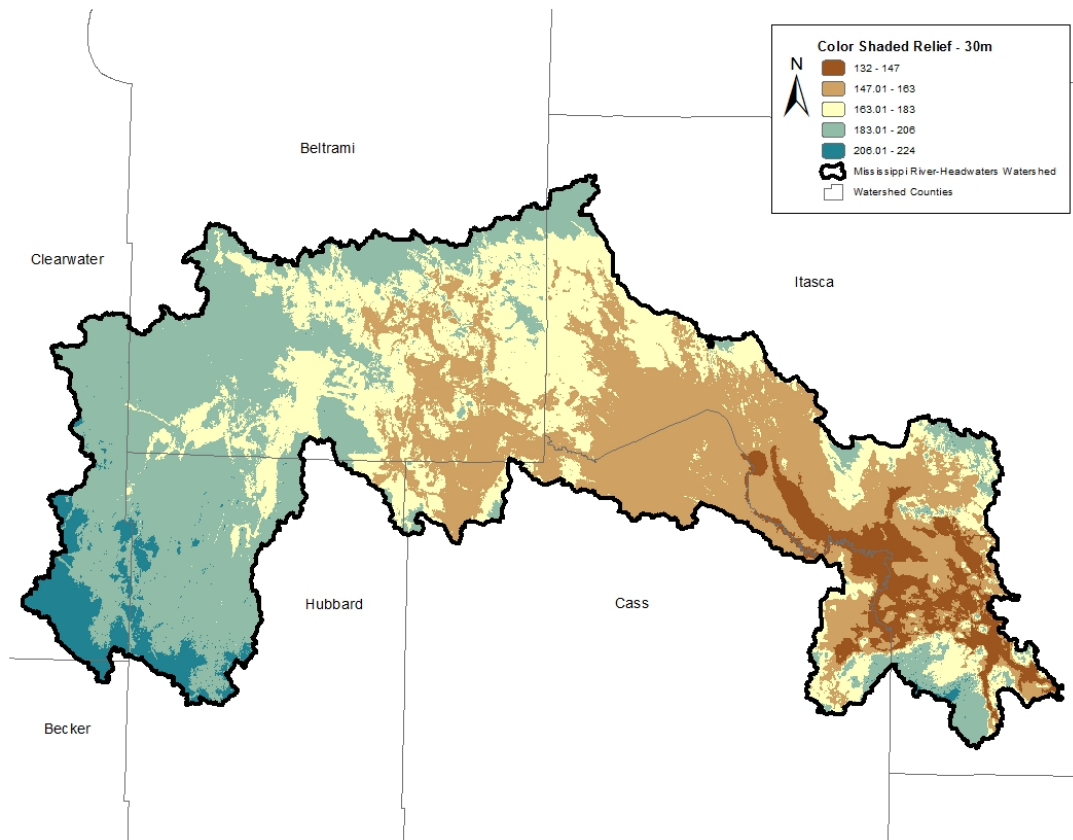 Color Shaded Relief - 30m
N
132 - 147
147.01 - 163
163.01 - 183
183.01 - 206
206.01 - 224
Mississippi River-Headwaters Watershed
Watershed Counties
Beltrami
Clearwater
Itasca
Hubbard
Cass
Becker